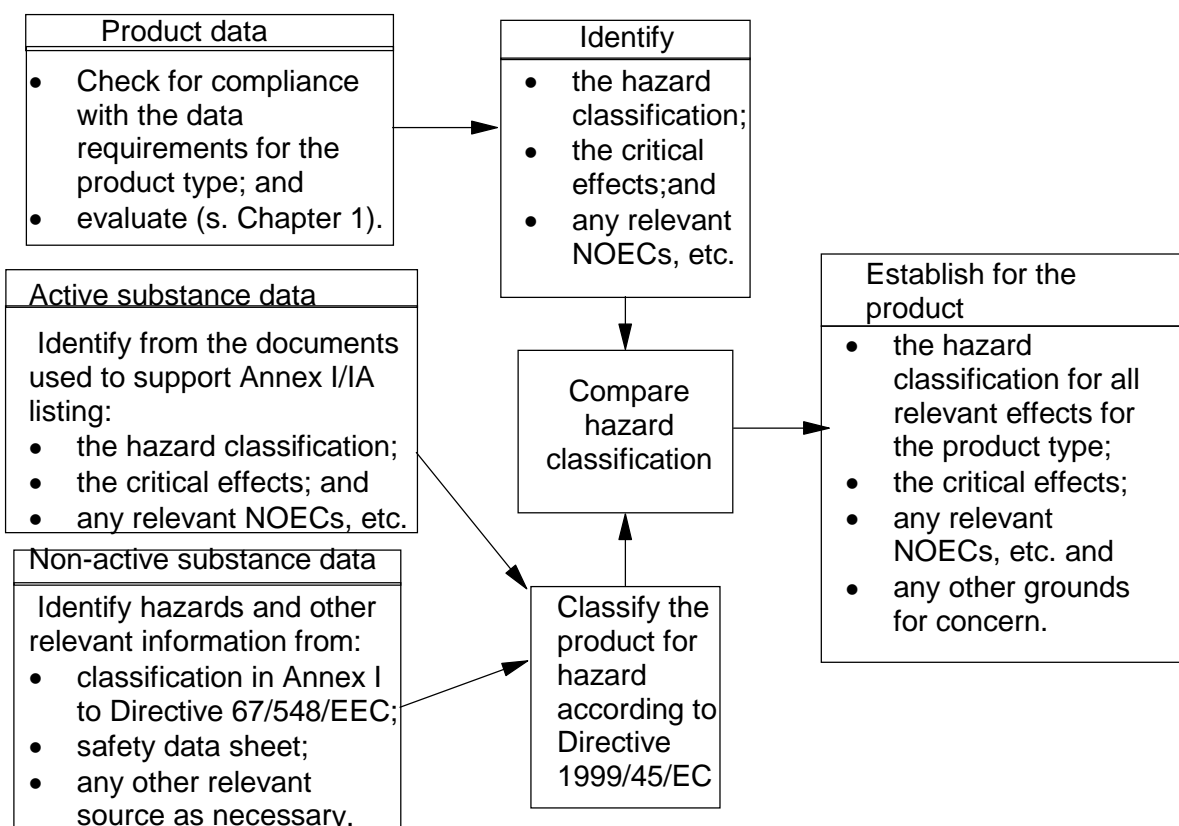 Product data
• Check for compliance
with the data
requirements for the
product type; and
• evaluate (s. Chapter 1).
Identify
• the hazard
classification;
• the critical
effects;and
• any relevant
NOECs, etc.
Active substance data
Identify from the documents
used to support Annex I/IA
listing:
• the hazard classification;
• the critical effects; and
• any relevant NOECs, etc.
Non-active substance data
Identify hazards and other
relevant information from:
• classification in Annex I
to Directive 67/548/EEC;
• safety data sheet;
• any other relevant
source as necessary.
Compare
hazard
classification
Classify the
product for
hazard
according to
Directive
1999/45/EC
Establish for the
product
• the hazard
classification for all
relevant effects for
the product type;
• the critical effects;
• any relevant
NOECs, etc. and
• any other grounds
for concern.